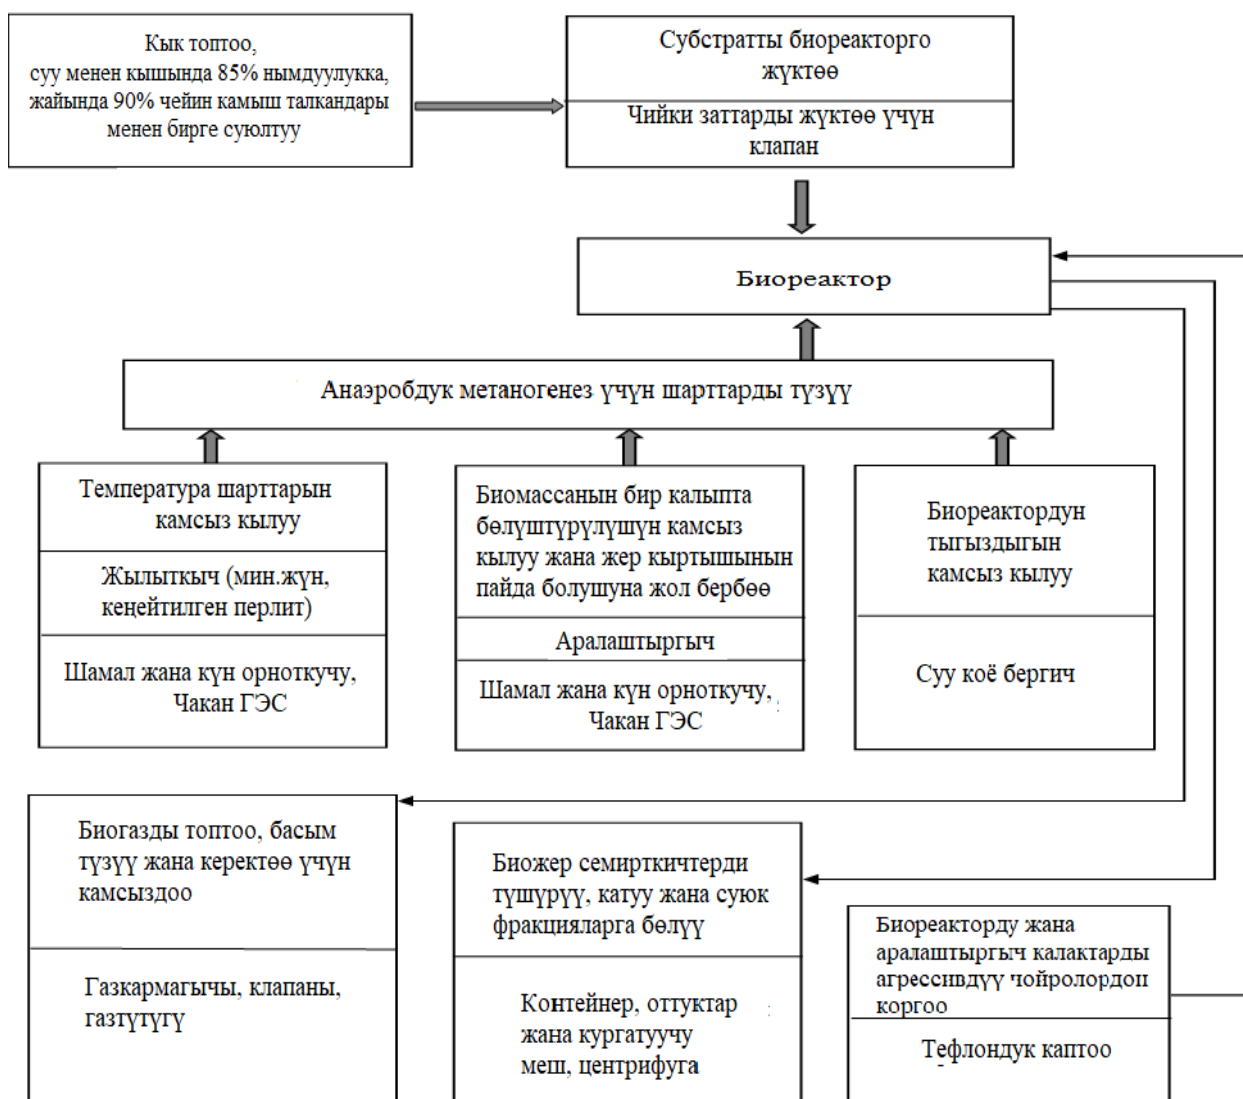 Кык топтоо,
суу менен кышында 85% нымдуулукка,
жайында 90% чейин камыш талкандары
менен бирге суюлтуу
Субстратты биореакторго
жүктөө
Чийки заттарды жүктөө үчүн
клапан
Биореактор
Анаэробдук метаногенез үчүн шарттарды түзүү
Температура шарттарын
камсыз кылуу
Жылыткыч (мин.жүн,
кеңейтилген перлит)
Шамал жана күн орноткучу,
Чакан ГЭС
Биомассанын бир калыпта
бөлүштүрүлүшүн камсыз
кылуу жана жер кыртышынын
пайда болушуна жол бербөө
Аралаштыргыч
Шамал жана күн орноткучу,
Чакан ГЭС
Биореактордун
тыгыздыгын
камсыз кылуу
Суу коё бергич
Биогазды топтоо, басым
түзүү жана керектөө үчүн
камсыздоо
Газкармагычы, клапаны,
газтүтүгү
Биожер семирткичтерди
түшүрүү, катуу жана суюк
фракцияларга бөлүү
Контейнер, оттуктар
жана кургатуучу
меш, центрифуга
Биореакторду жана
аралаштыргыч калактарды
агрессивдүү чойролордон
коргоо
Тефлондук каптоо